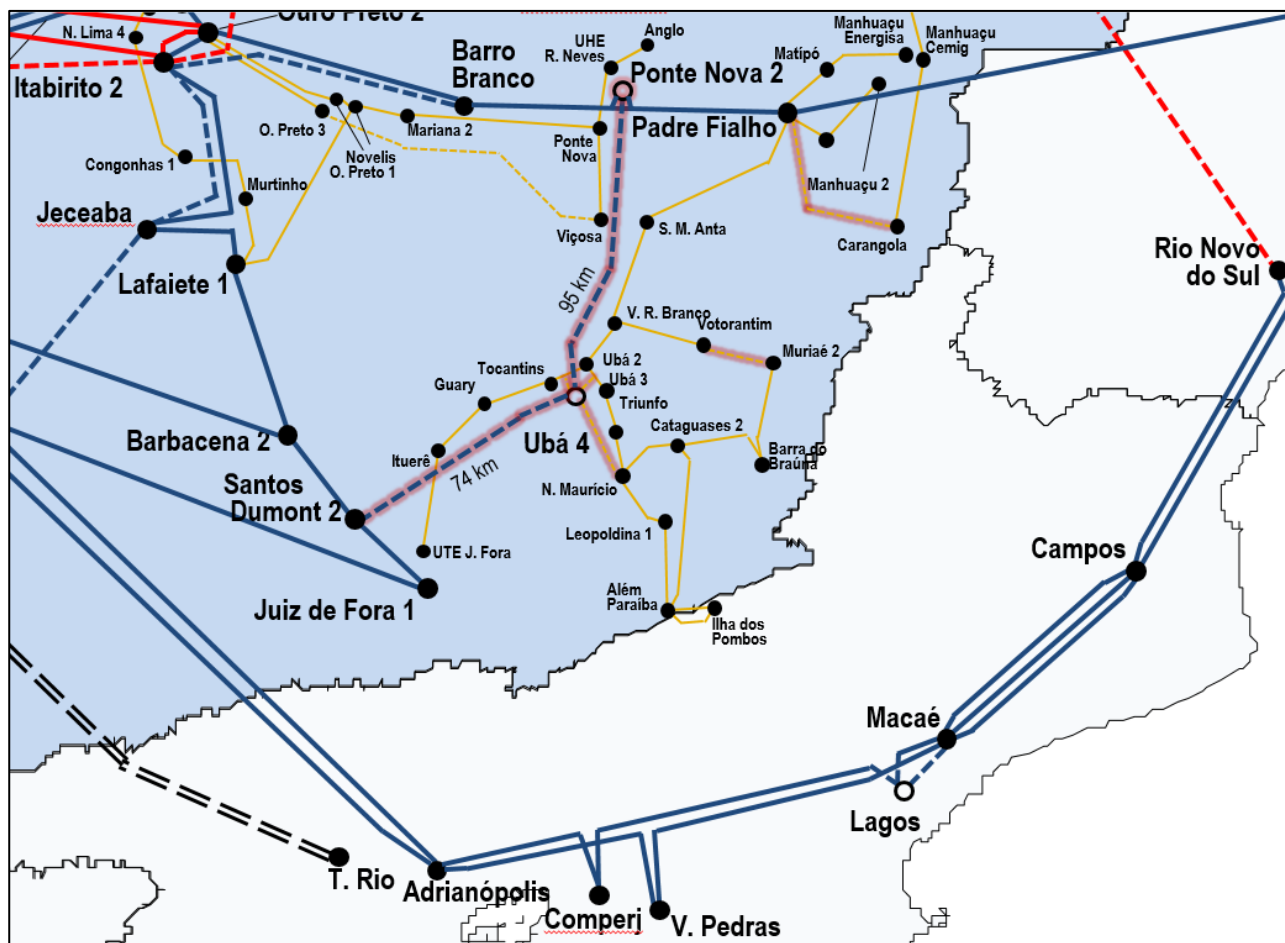 Ouro Preto 2
N. Lima 4
Itabirito 2
Barro
Branco
UHE
R. Neves
Anglo
Ponte Nova 2
Matipó
Manhuaçu
Energisa
Manhuaçu
Cemig
Padre Fialho
O. Preto 3
Novelis
O. Preto 1
Mariana 2
Ponte
Nova
Manhuaçu 2
Congonhas 1
Murtinho
Jeceaba
Viçosa
S. M. Anta
Carangola
Lafaiete 1
95 km
Rio Novo
do Sul
V. R. Branco
Votorantim
Muriaé 2
Tocantins
Ubá 2
Guary
Ubá 3
Triunfo
Ubá 4
Cataguases 2
Barbacena 2
Ituerê
74 km
N. Maurício
Barra do
Braúna
Santos
Dumont 2
Leopoldina 1
UTE J. Fora
Juiz de Fora 1
Além
Paraíba
Ilha dos
Pombos
Campos
Macaé
Lagos
T. Rio
Adrianópolis
Comperj
V. Pedras